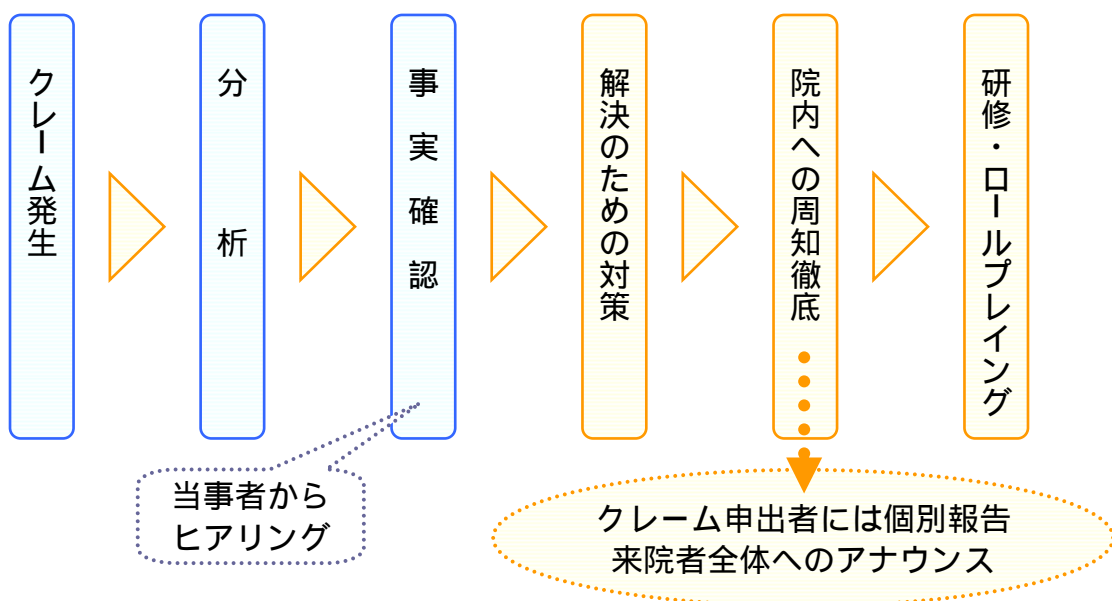 クレーム発生
分析
事実確認
解決のための対策
院内への周知徹底
研修・ロールプレイング
当事者から
ヒアリング
クレーム申出者には個別報告
来院者全体へのアナウンス